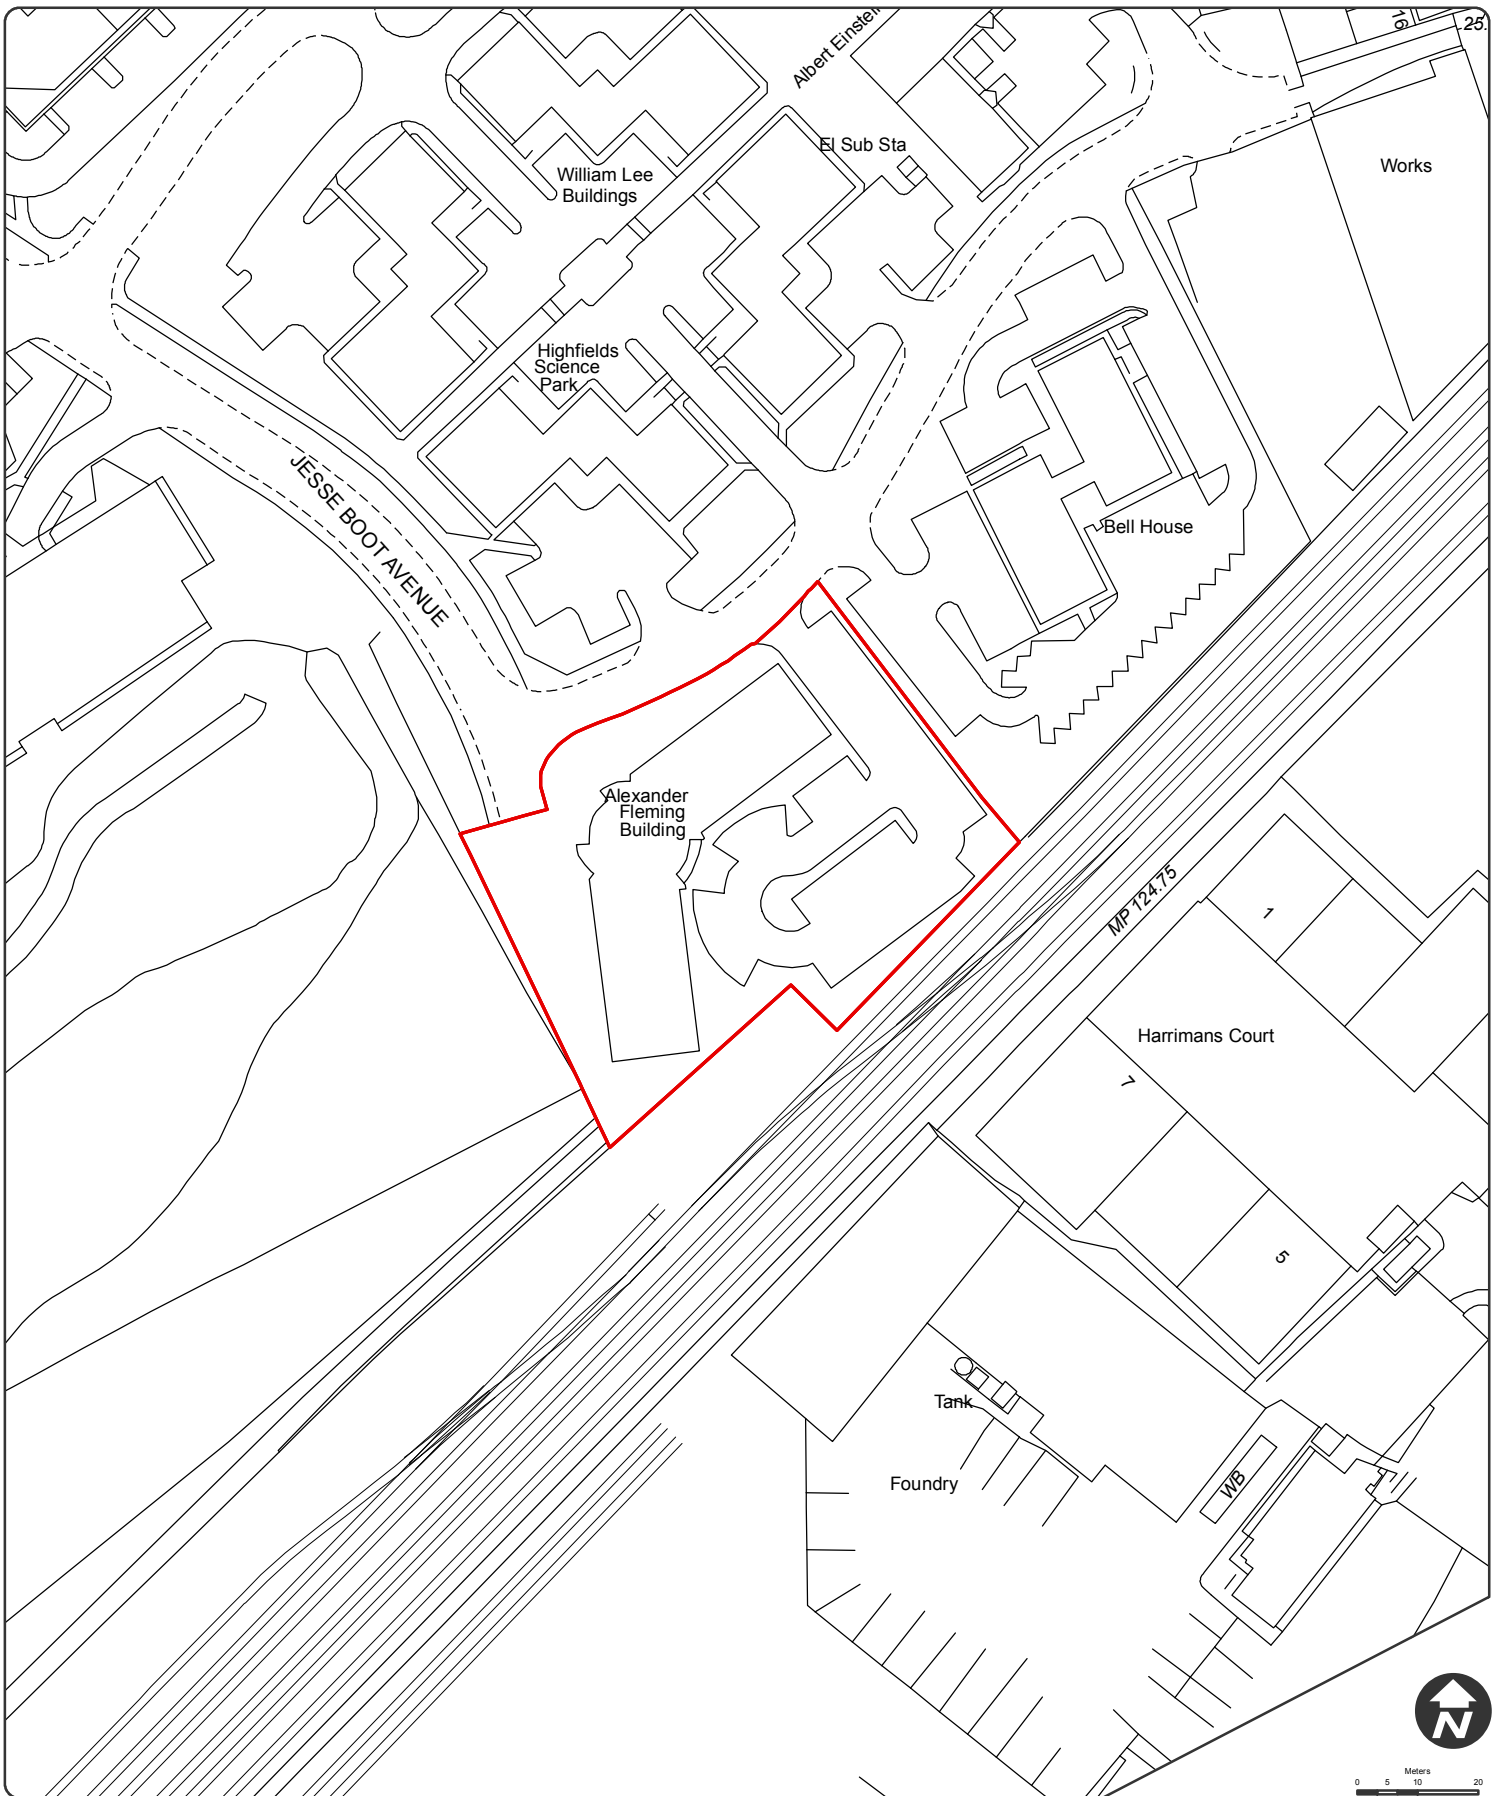 16
25.
Albert Einstein
El Sub Sta
Works
William Lee
Buildings
Highfields
Science
Park
JESSE BOOT AVENUE
Bell House
Alexander
Fleming
Building
MP 124.75
1
Harrimans Court
7
5
Tank
Foundry
WB
N
Meters
0 5 10 20